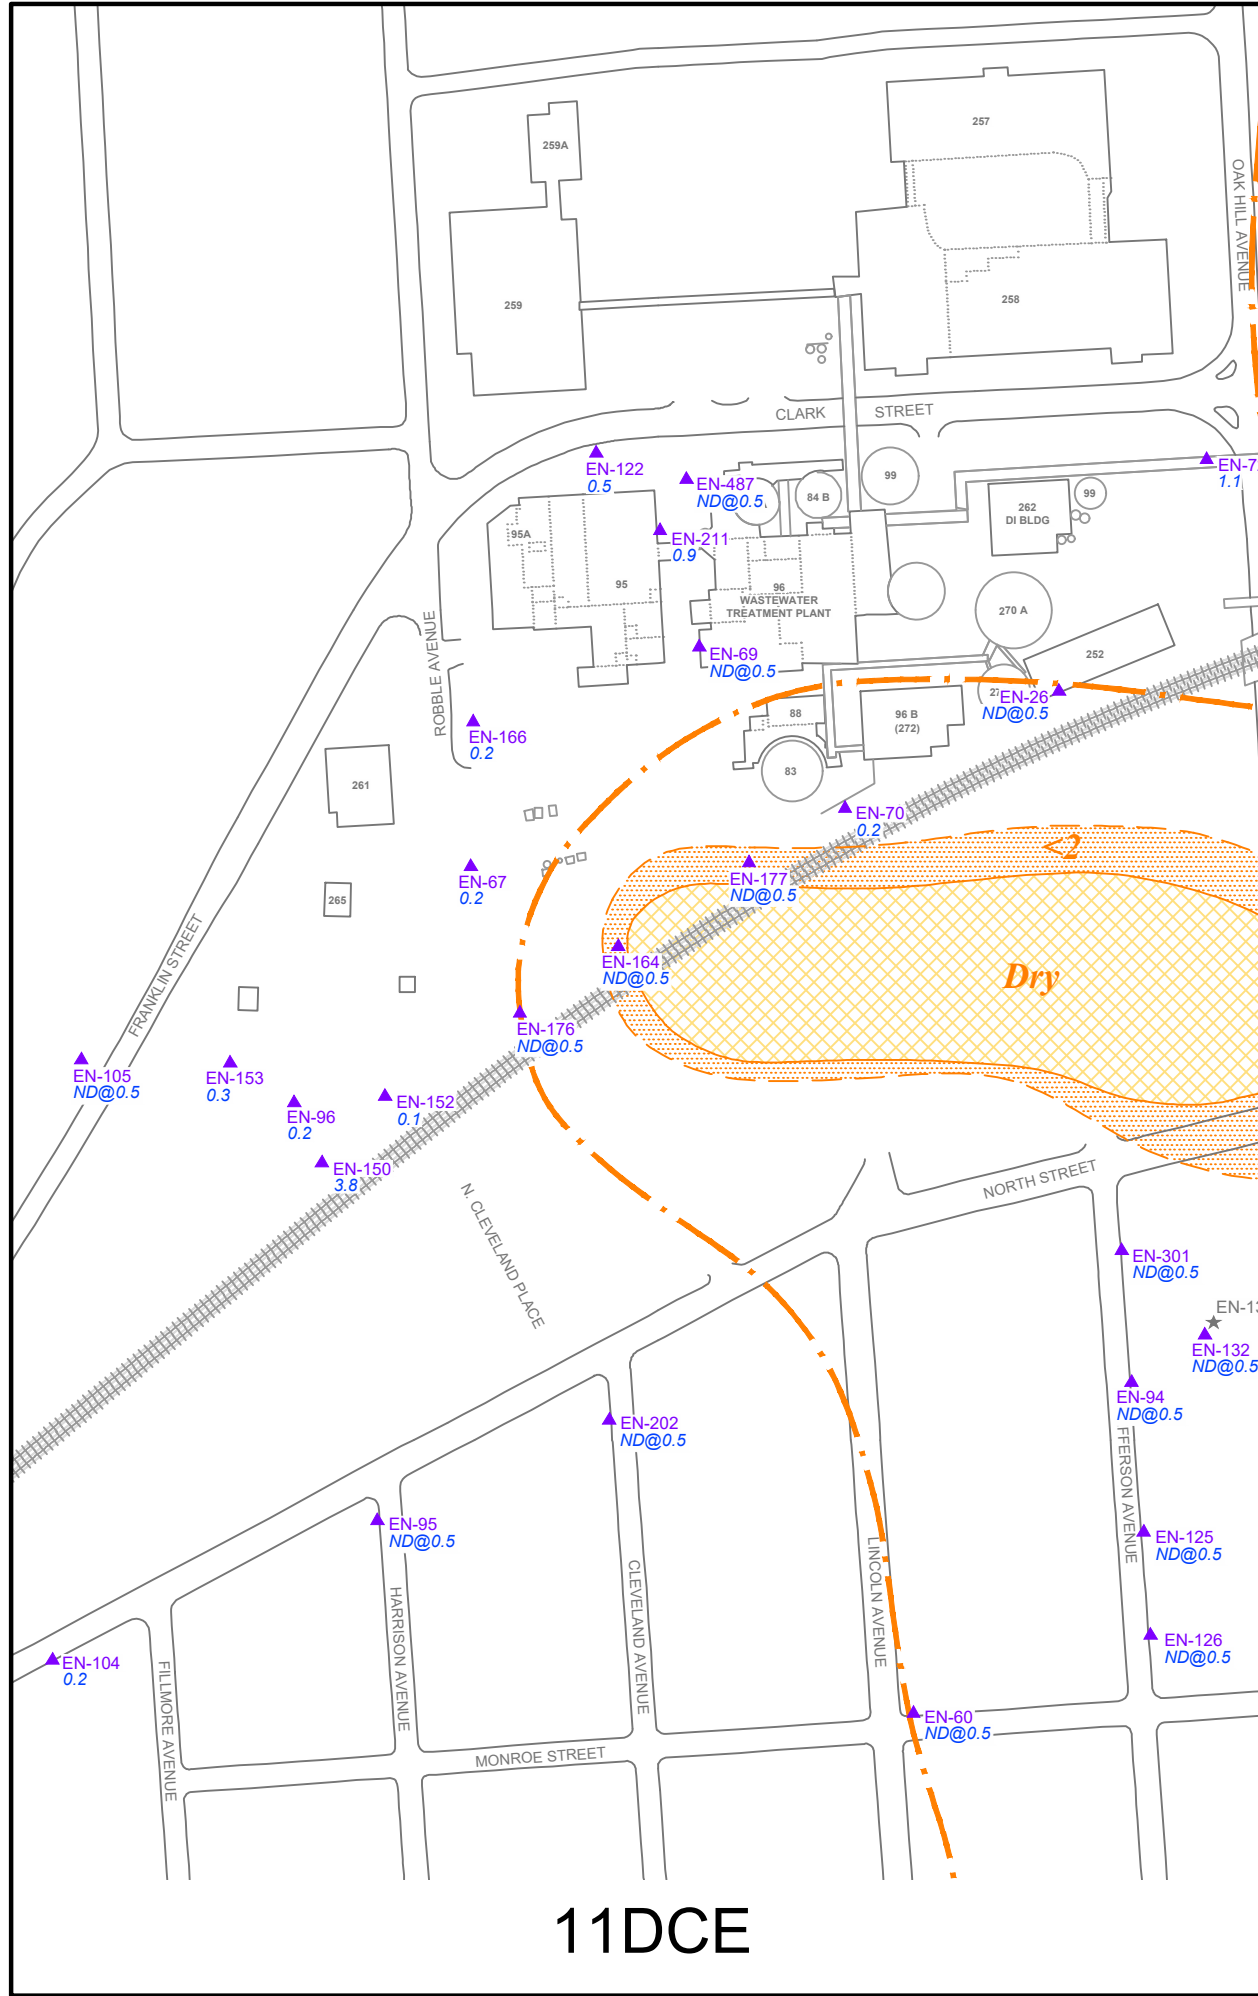 257
259A
OAK HILL AVENUE
259
258
CLARK STREET
EN-122
0.5
EN-487
ND@0.5
84 B
99
EN-7
1.1
99
262
DI BLDG
95A
EN-211
0.9
95
96
WASTEWATER
TREATMENT PLANT
270 A
ROBBLE AVENUE
EN-69
ND@0.5
252
EN-26
ND@0.5
88
96 B
(272)
EN-166
0.2
83
261
EN-70
0.2
<2
EN-177
ND@0.5
EN-67
0.2
265
FRANKLIN STREET
EN-164
ND@0.5
Dry
EN-176
ND@0.5
EN-105
ND@0.5
EN-153
0.3
EN-96
0.2
EN-152
0.1
EN-150
3.8
N. CLEVELAND PLACE
NORTH STREET
EN-301
ND@0.5
EN-13
EN-132
ND@0.5
EN-94
ND@0.5
EN-202
ND@0.5
FFERSON AVENUE
EN-95
ND@0.5
EN-125
ND@0.5
LINCOLN AVENUE
CLEVELAND AVENUE
HARRISON AVENUE
EN-126
ND@0.5
EN-104
0.2
FILLMORE AVENUE
EN-60
ND@0.5
MONROE STREET
11DCE